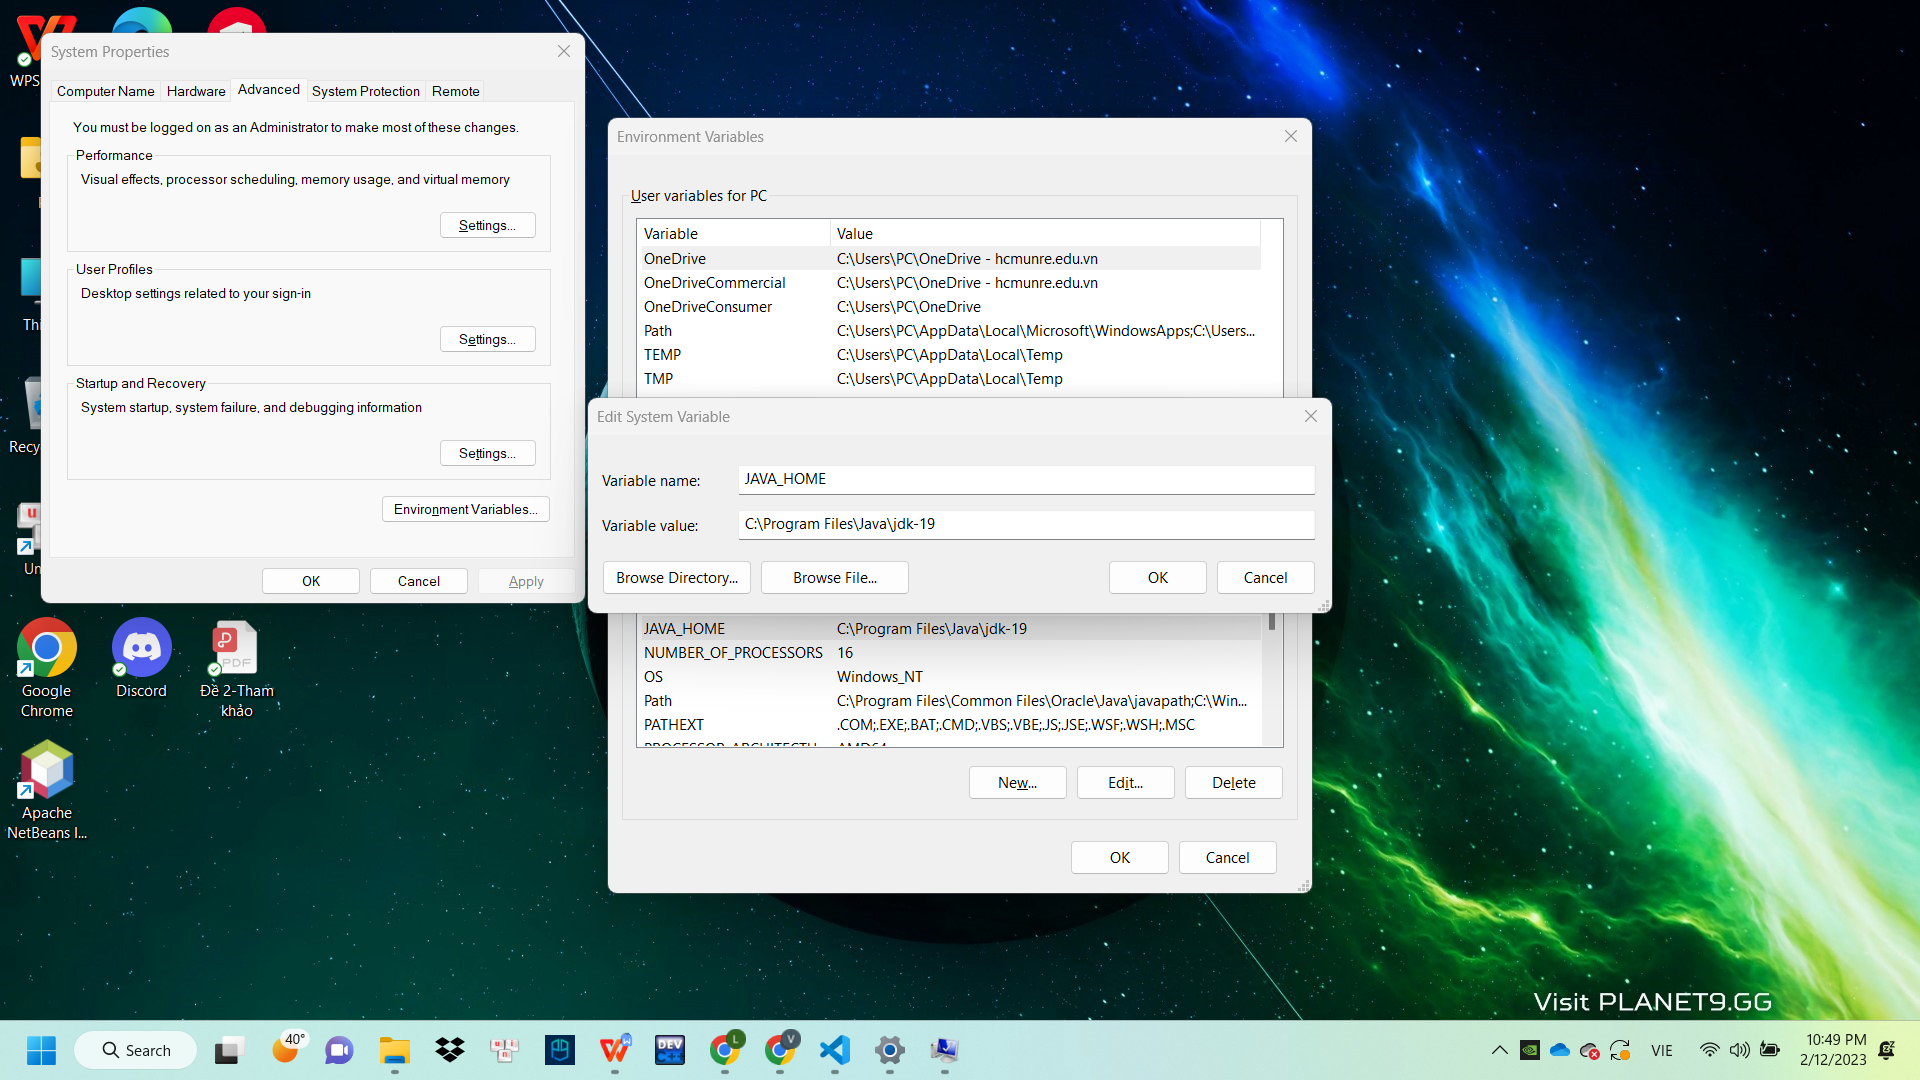 WPS
Recy
Google
Chrome
Discord
Đề 2-Tham
khảo
Apache
NetBeans I...
System Properties
Computer Name
Hardware
Advanced
System Protection
Remote
You must be logged on as an Administrator to make most of these changes.
Performance
Visual effects, processor scheduling, memory usage, and virtual memory
Settings...
User Profiles
Desktop settings related to your sign-in
Settings...
Startup and Recovery
System startup, system failure, and debugging information
Settings...
Environment Variables...
OK
Cancel
Apply
Environment Variables
User variables for PC
Variable Value
OneDrive C:\Users\PC\OneDrive - hcmunre.edu.vn
OneDriveCommercial C:\Users\PC\OneDrive - hcmunre.edu.vn
OneDriveConsumer C:\Users\PC\OneDrive
Path C:\Users\PC\AppData\Local\Microsoft\WindowsApps;C:\Users...
TEMP C:\Users\PC\AppData\Local\Temp
TMP C:\Users\PC\AppData\Local\Temp
Edit System Variable
Variable name: JAVA_HOME
Variable value: C:\Program Files\Java\jdk-19
Browse Directory...
Browse File...
OK
Cancel
JAVA_HOME C:\Program Files\Java\jdk-19
NUMBER_OF_PROCESSORS 16
OS Windows_NT
Path C:\Program Files\Common Files\Oracle\Java\javapath;C:\Win...
PATHEXT .COM;.EXE;.BAT;.CMD;.VBS;.VBE;.JS;.JSE;.WSF;.WSH;.MSC
New...
Edit...
Delete
OK
Cancel
Visit PLANET9.GG
Search
40°
DEV
L
V
VIE
10:49 PM
2/12/2023